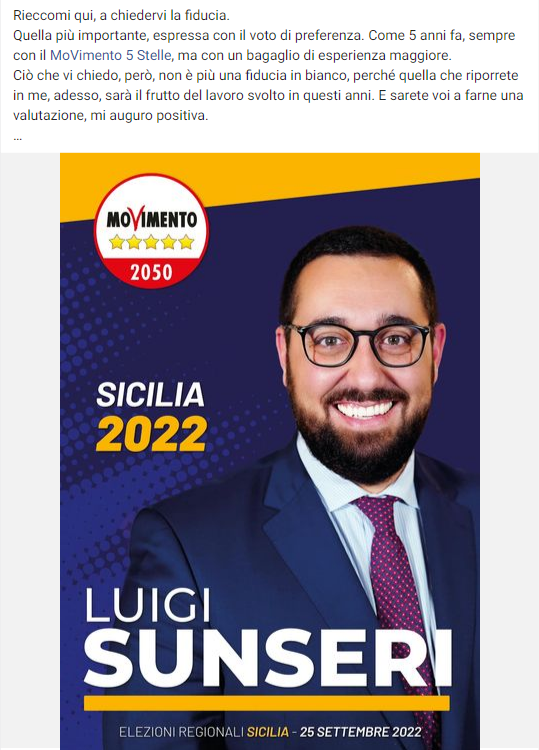 Rieccomi qui, a chiedervi la fiducia.
Quella più importante, espressa con il voto di preferenza. Come 5 anni fa, sempre
con il MoVimento 5 Stelle, ma con un bagaglio di esperienza maggiore.
Ciò che vi chiedo, però, non è più una fiducia in bianco, perché quella che riporrete
in me, adesso, sarà il frutto del lavoro svolto in questi anni. E sarete voi a farne una
valutazione, mi auguro positiva.
...
MOVIMENTO
2050
SICILIA
2022
LUIGI
SUNSERI
ELEZIONI REGIONALI SICILIA - 25 SETTEMBRE 2022